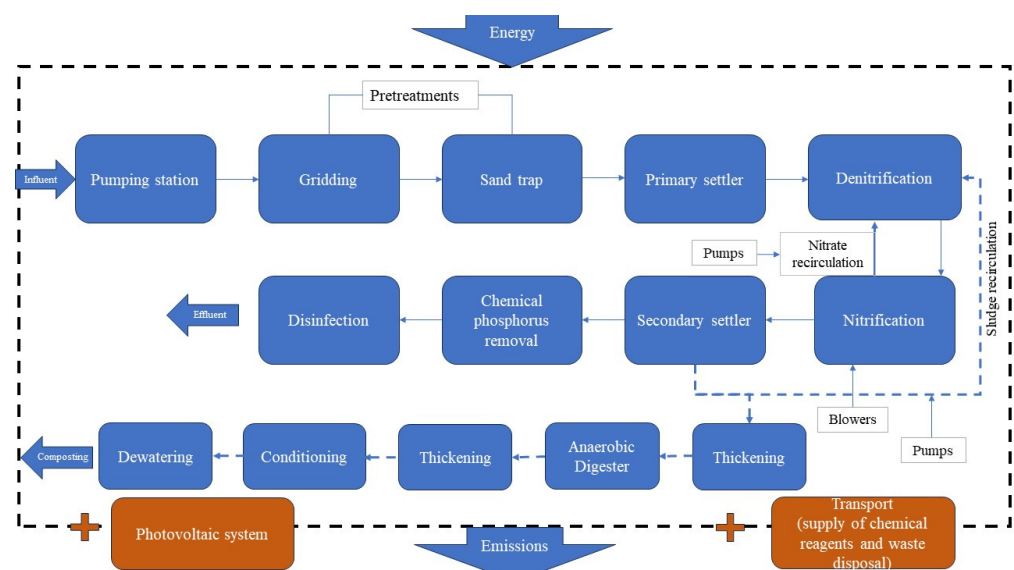 Energy
Pretreatments
Influent
Pumping station
Gridding
Sand trap
Primary settler
Denitrification
Pumps
Nitrate
recirculation
Sludge recirculation
Effluent
Disinfection
Chemical
phosphorus
removal
Secondary settler
Nitrification
Blowers
Pumps
Composting
Dewatering
Conditioning
Thickening
Anaerobic
Digester
Thickening
Photovoltaic system
Emissions
Transport
(supply of chemical
reagents and waste
disposal)